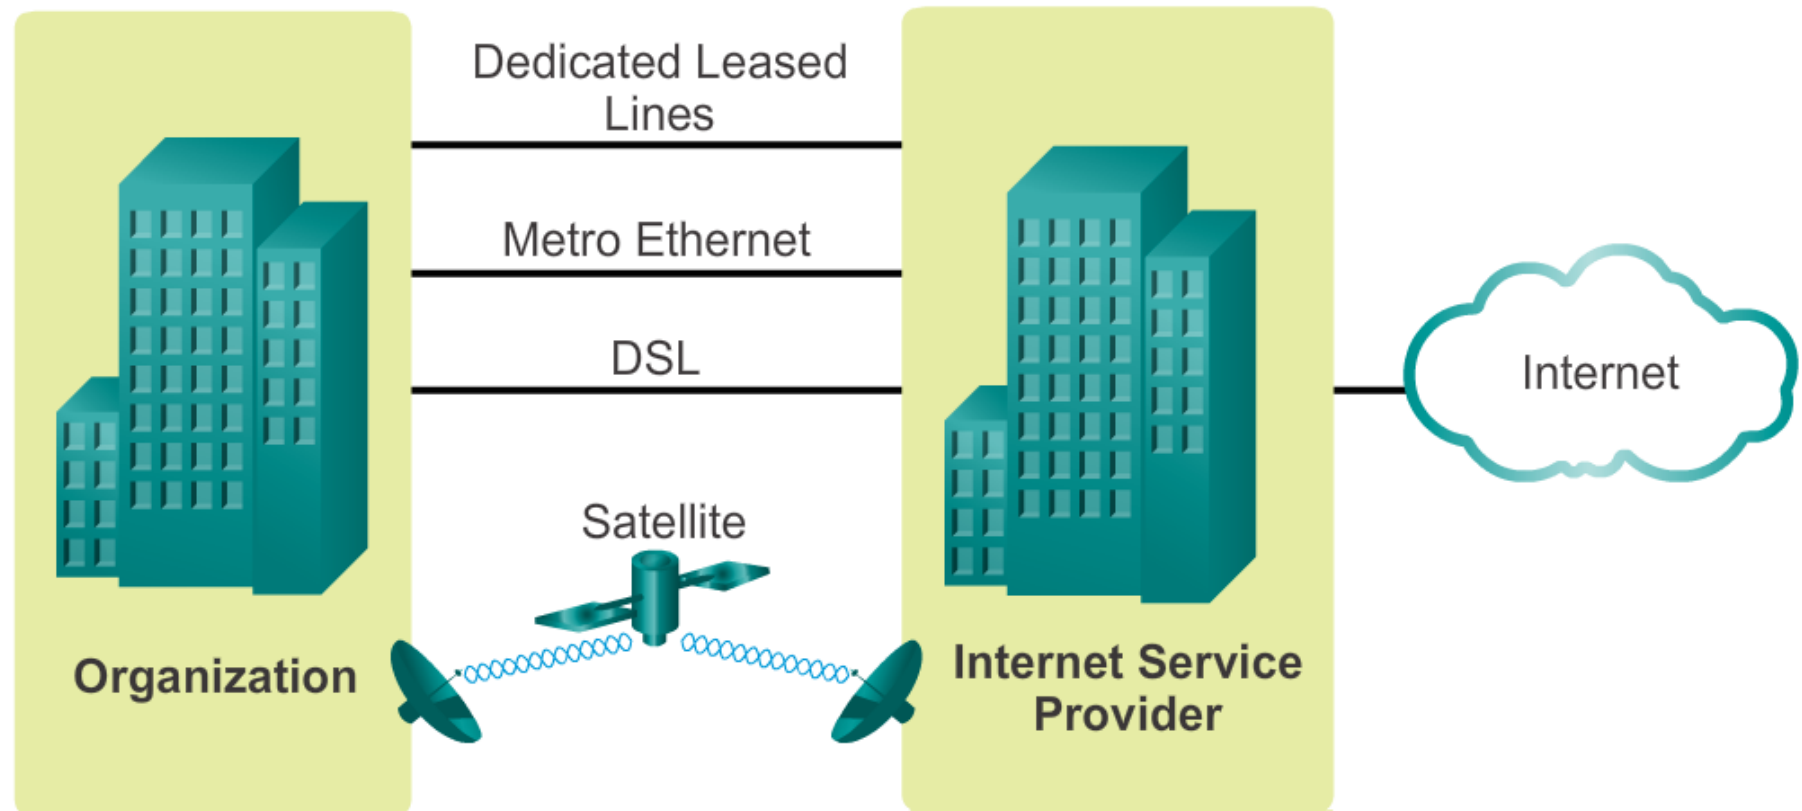 Dedicated Leased
Lines
Metro Ethernet
DSL
Satellite
Organization
Internet Service
Provider
Internet